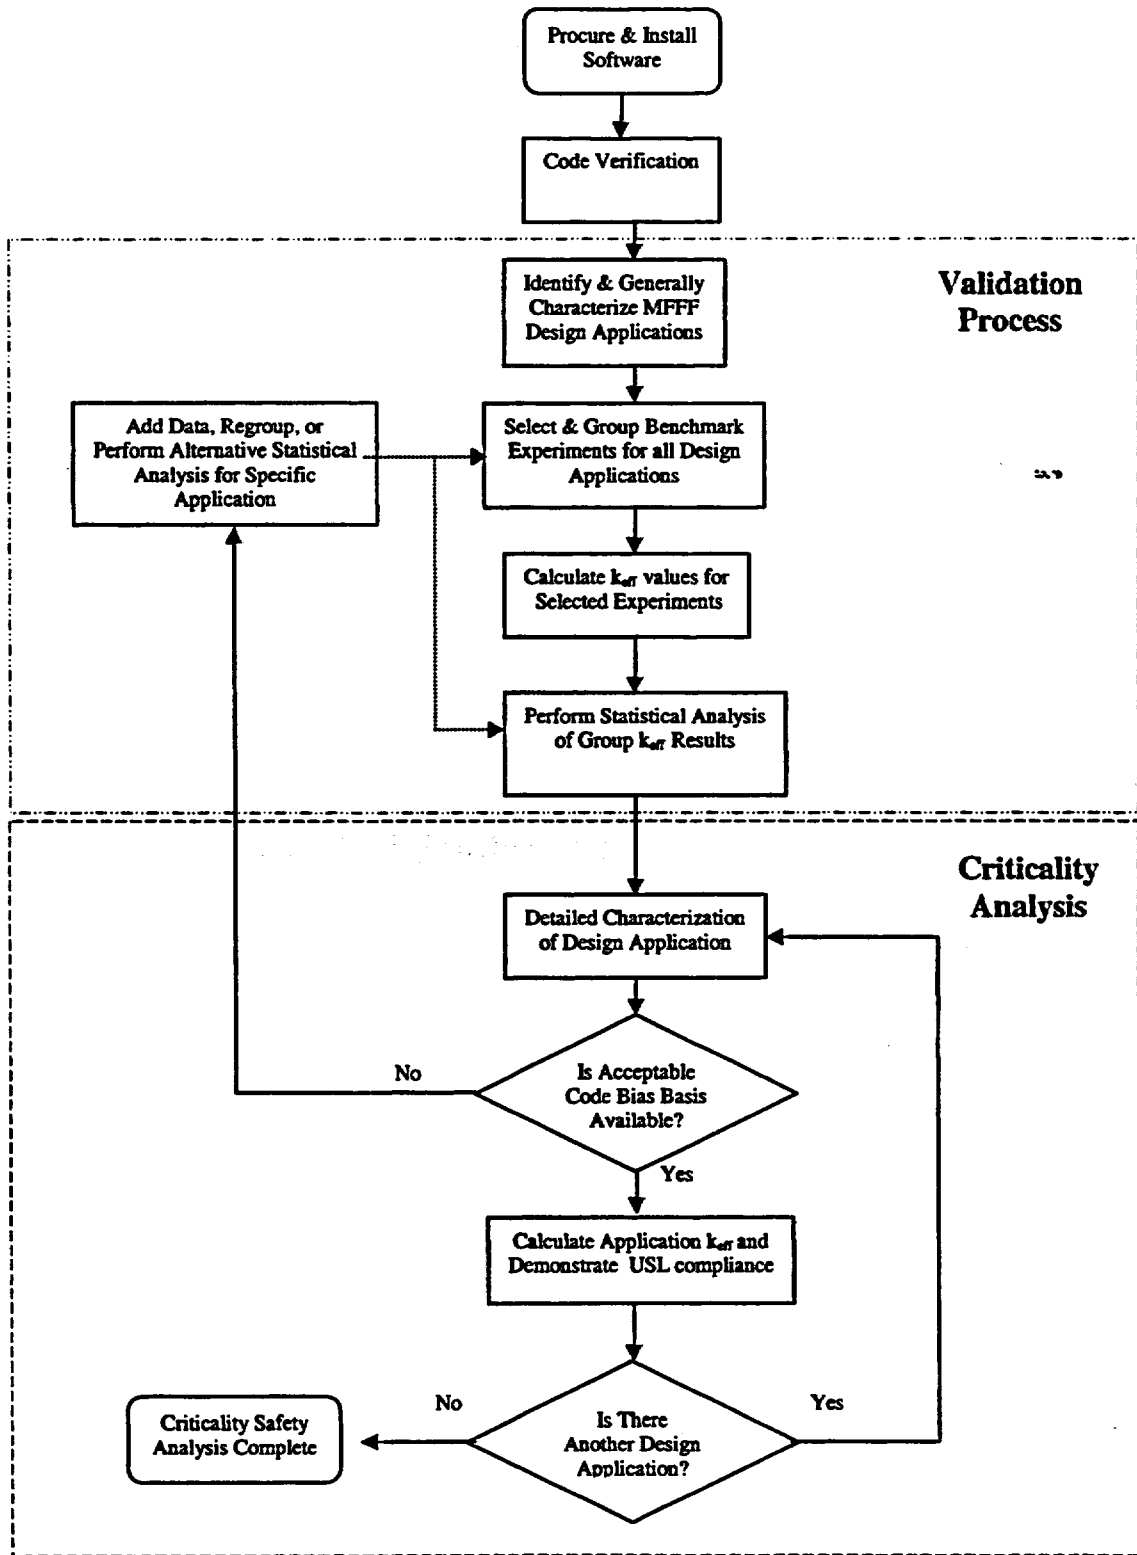 Procure & Install
Software
Code Verification
Validation
Process
Identify & Generally
Characterize MFFF
Design Applications
Add Data, Regroup, or
Perform Alternative Statistical
Analysis for Specific
Application
Select & Group Benchmark
Experiments for all Design
Applications
Calculate keff values for
Selected Experiments
Perform Statistical Analysis
of Group keff Results
Criticality
Analysis
Detailed Characterization
of Design Application
No
Is Acceptable
Code Bias Basis
Available?
Yes
Calculate Application keff and
Demonstrate USL compliance
No
Yes
Is There
Another Design
Application?
Criticality Safety
Analysis Complete